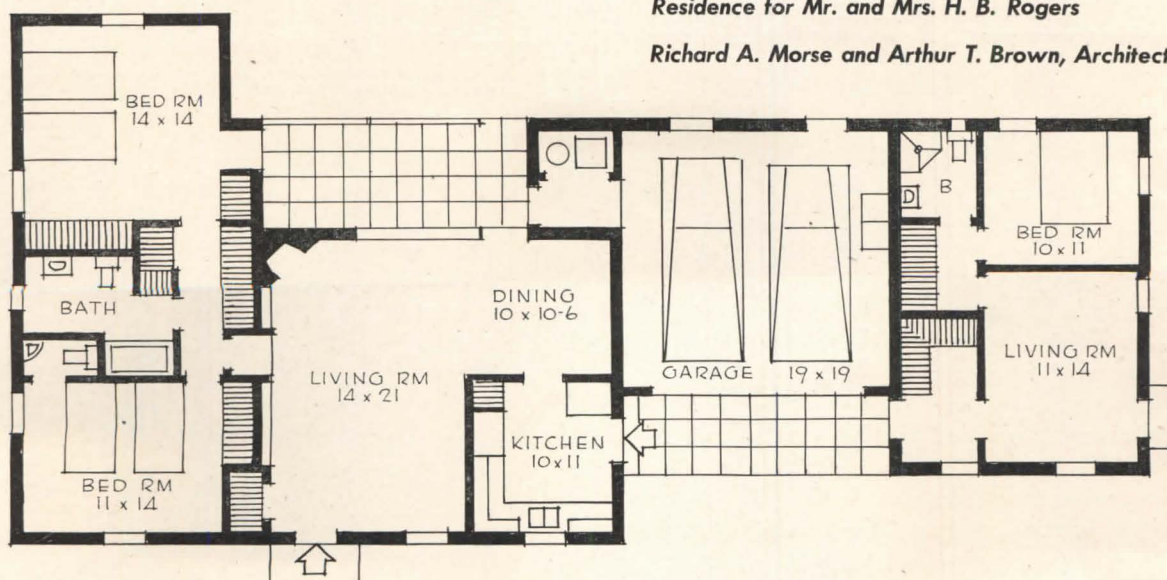 Residence for Mr. and Mrs. H. B. Rogers
Richard A. Morse and Arthur T. Brown, Architect
BED RM
14 x 14
BATH
BED RM
11 x 14
LIVING RM
14 x 21
DINING
10 x 10-6
KITCHEN
10 x 11
GARAGE 19 x 19
B
BED RM
10 x 11
LIVING RM
11 x 14